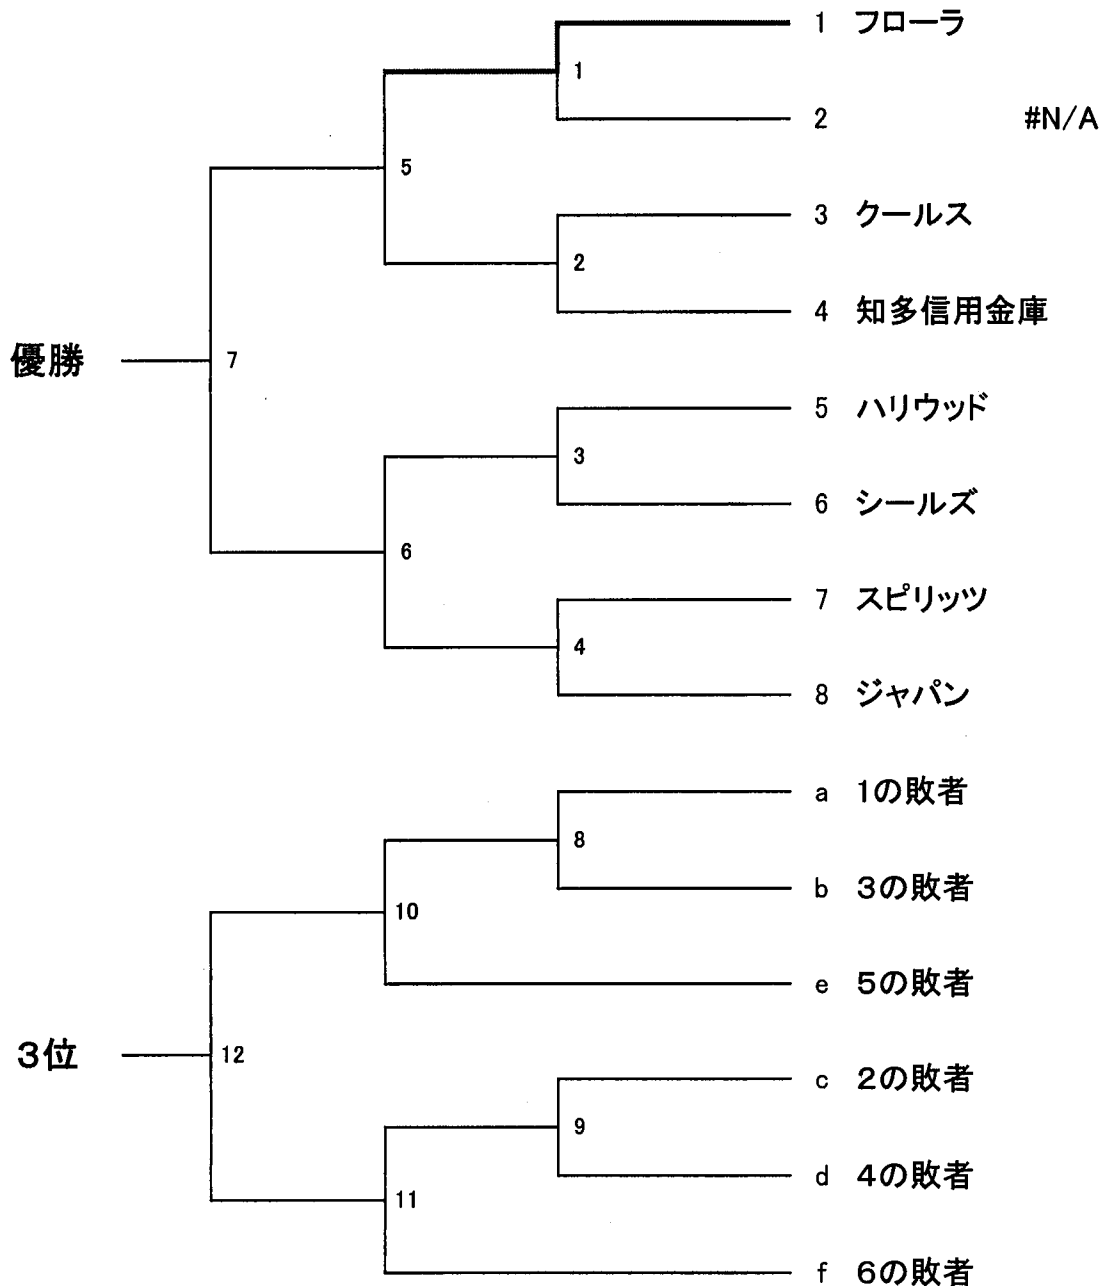 1 フローラ
1
2 #N/A
5
3 クールス
2
4 知多信用金庫
優勝 7
5 ハリウッド
3
6 シールズ
6
7 スピリッツ
4
8 ジャパン
a 1の敗者
8
b 3の敗者
10
e 5の敗者
3位 12
c 2の敗者
9
d 4の敗者
11
f 6の敗者